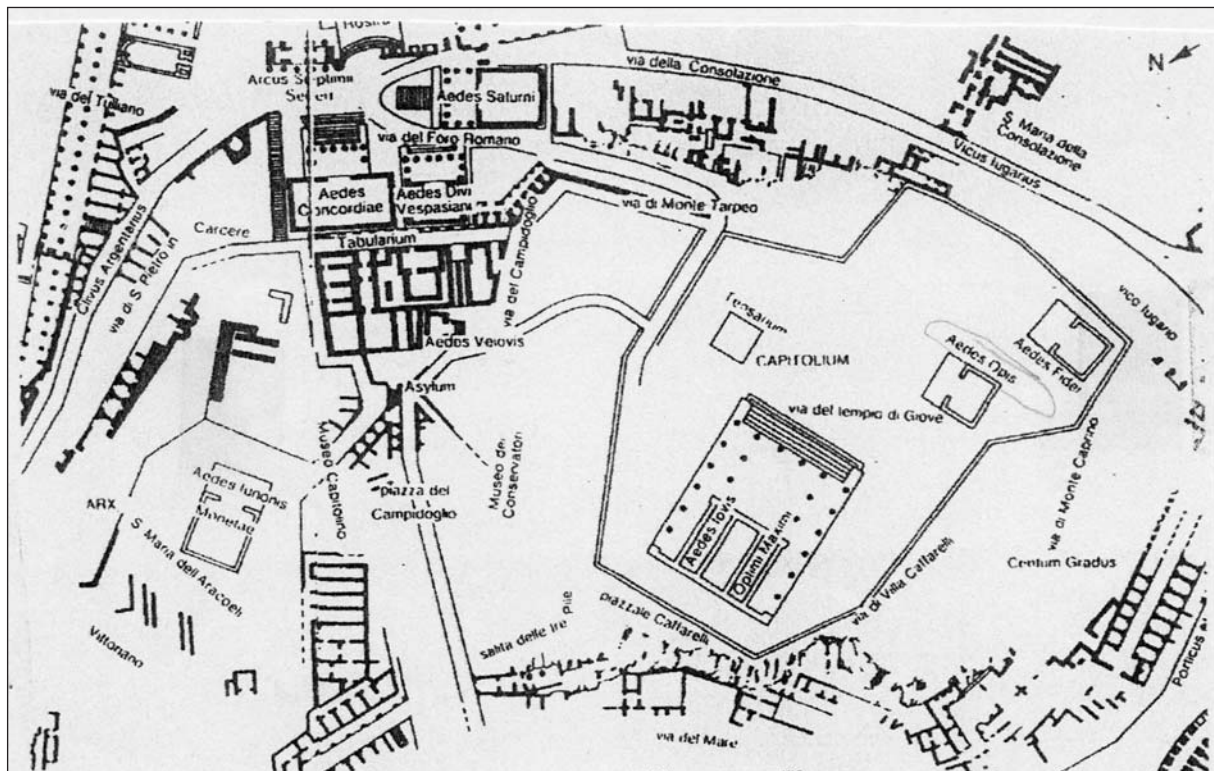 Rostra
N
via della Consolazione
Arcus Septimii
Severi
Aedes Saturni
via del Tulliano
S. Maria della
Consolazione
via del Foro Romano
Vicus Iugarius
Aedes
Concordiae
Aedes Divi
Vespasiani
via di Monte Tarpeo
Carcere
Clivus Argentarius
via di S. Pietro in
Tabularium
via del Campidoglio
vico Iugario
Tensarium
CAPITOLIUM
Aedes Veiovis
Aedes Opis
Aedes Fidei
Asylum
via del Tempio di Giove
Museo Capitolino
Museo dei
Conservatori
piazza del
Campidoglio
via di Monte Caprino
ARX
Aedes Iunonis
Monetae
S. Maria dell'Aracoeli
Aedes Iovis
Optimi Maximi
Centum Gradus
Vittoriano
salita delle tre Pile
piazzale Caffarelli
via di Villa Caffarelli
via del Mare
Porticus